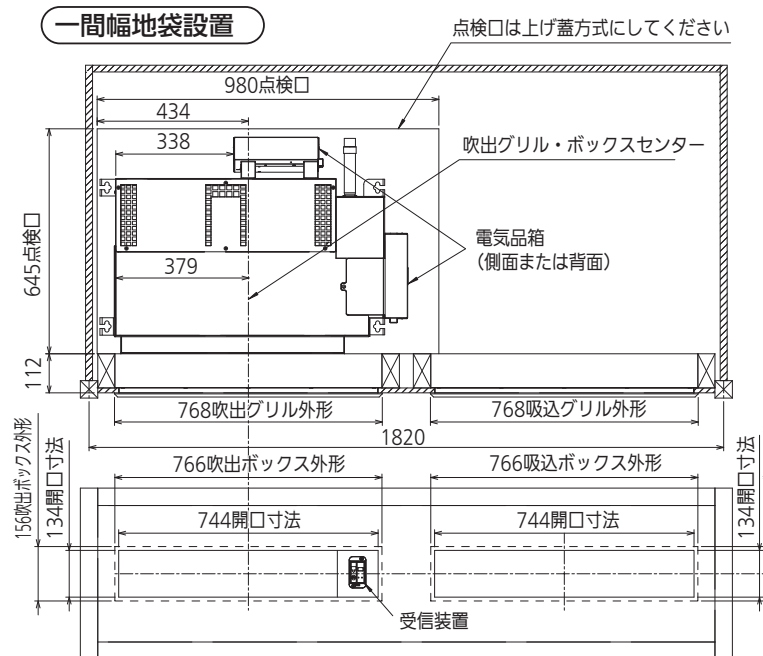 一間幅地袋設置
点検口は上げ蓋方式にしてください
980点検口
434
338
吹出グリル・ボックスセンター
645点検口
電気品箱
（側面または背面）
379
112
768吹出グリル外形
768吸込グリル外形
1820
156吹出ボックス外形
134開口寸法
766吹出ボックス外形
766吸込ボックス外形
134開口寸法
744開口寸法
744開口寸法
受信装置